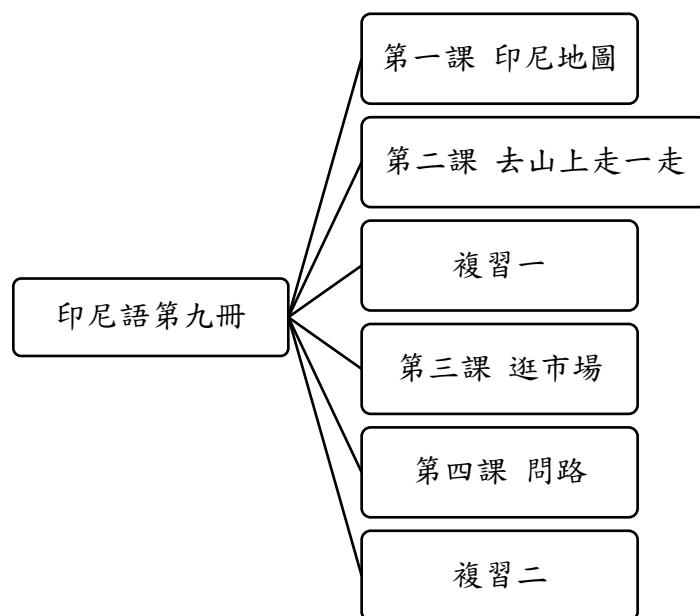 第一課 印尼地圖
第二課 去山上走一走
複習一
印尼語第九冊
第三課 逛市場
第四課 問路
複習二